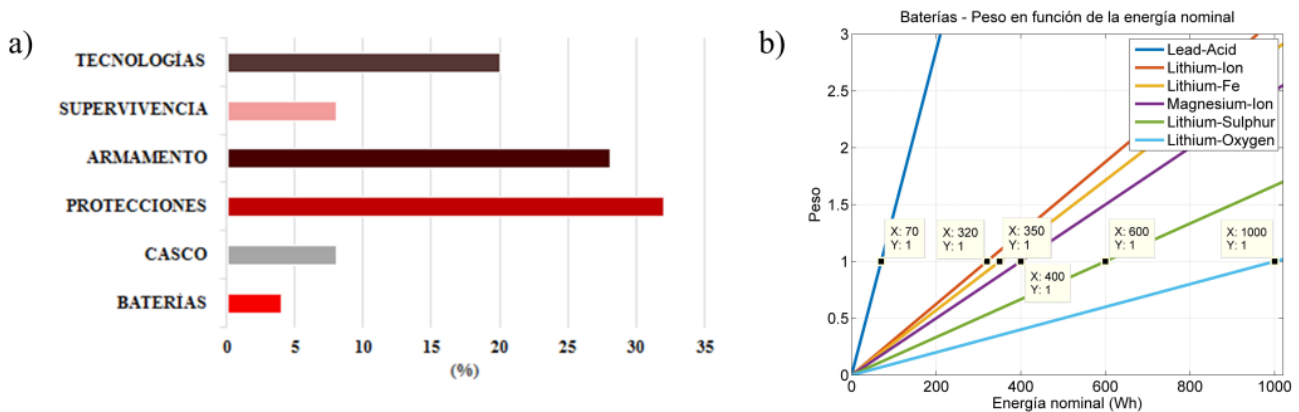 a)
TECNOLOGÍAS
SUPERVIVENCIA
ARMAMENTO
PROTECCIONES
CASCO
BATERÍAS
0 5 10 15 20 25 30 35
(%)
b)
Baterías - Peso en función de la energía nominal
Lead-Acid
Lithium-Ion
Lithium-Fe
Magnesium-Ion
Lithium-Sulphur
Lithium-Oxygen
3
2.5
2
1.5
1
0.5
0
Peso
X: 70
Y: 1
X: 320
Y: 1
X: 350
Y: 1
X: 400
Y: 1
X: 600
Y: 1
X: 1000
Y: 1
0 200 400 600 800 1000
Energía nominal (Wh)